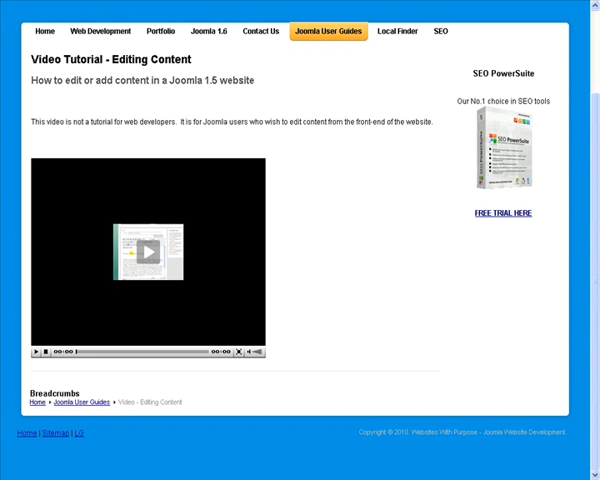 Home Web Development Portfolio Joomla 1.6 Contact Us Joomla User Guides Local Finder SEO
Video Tutorial - Editing Content
How to edit or add content in a Joomla 1.5 website
This video is not a tutorial for web developers. It is for Joomla users who wish to edit content from the front-end of the website.
SEO PowerSuite
Our No.1 choice in SEO tools
SEO PowerSuite
FREE TRIAL HERE
00:00 00:00
Breadcrumbs
Home Joomla User Guides Video - Editing Content
Home | Sitemap | LG
Copyright © 2010. Websites With Purpose - Joomla Website Development.